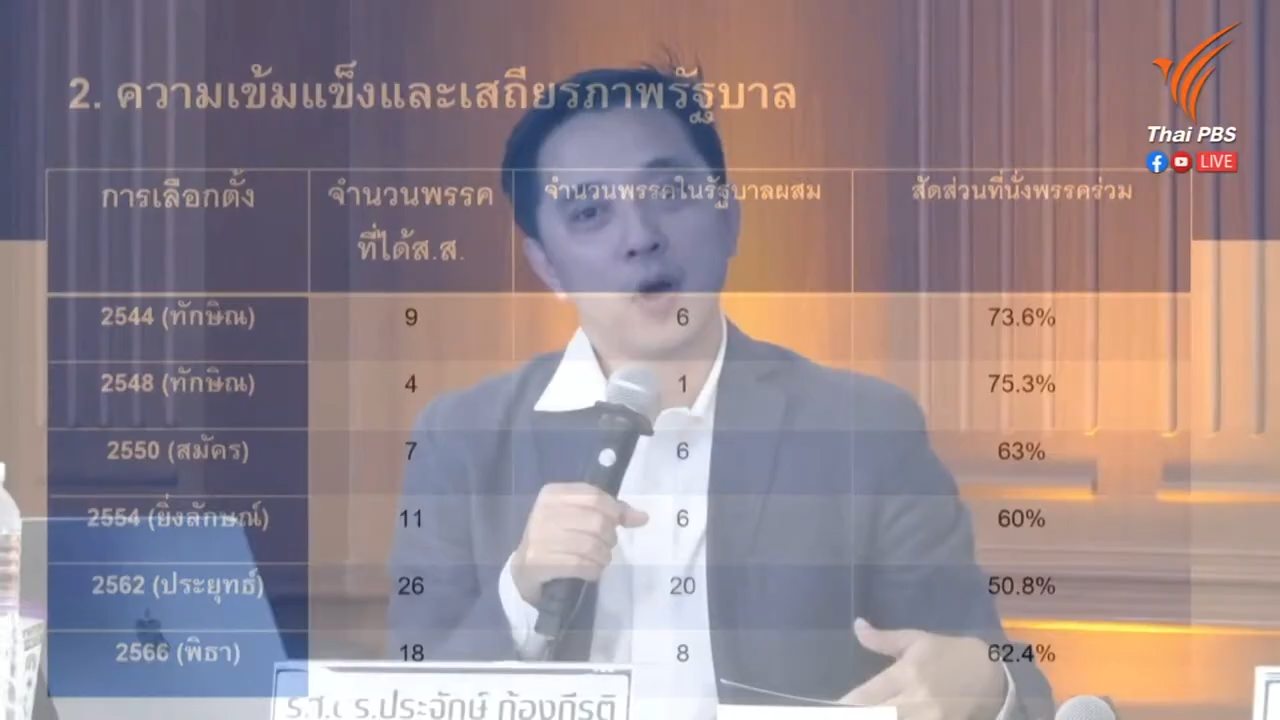 2. ความเข้มแข็งและเสถียรภาพรัฐบาล
Thai PBS
LIVE
การเลือกตั้ง จำนวนพรรค จำนวนพรรคในรัฐบาลผสม สัดส่วนที่นั่งพรรคร่วม
ที่ได้ส.ส.
2544 (ทักษิณ) 9 6 73.6%
2548 (ทักษิณ) 4 1 75.3%
2550 (สมัคร) 7 6 63%
2554 (ยิ่งลักษณ์) 11 6 60%
2562 (ประยุทธ์) 26 20 50.8%
2566 (พิธา) 18 8 62.4%
ร.ประจักษ์ ก้องกีรติ